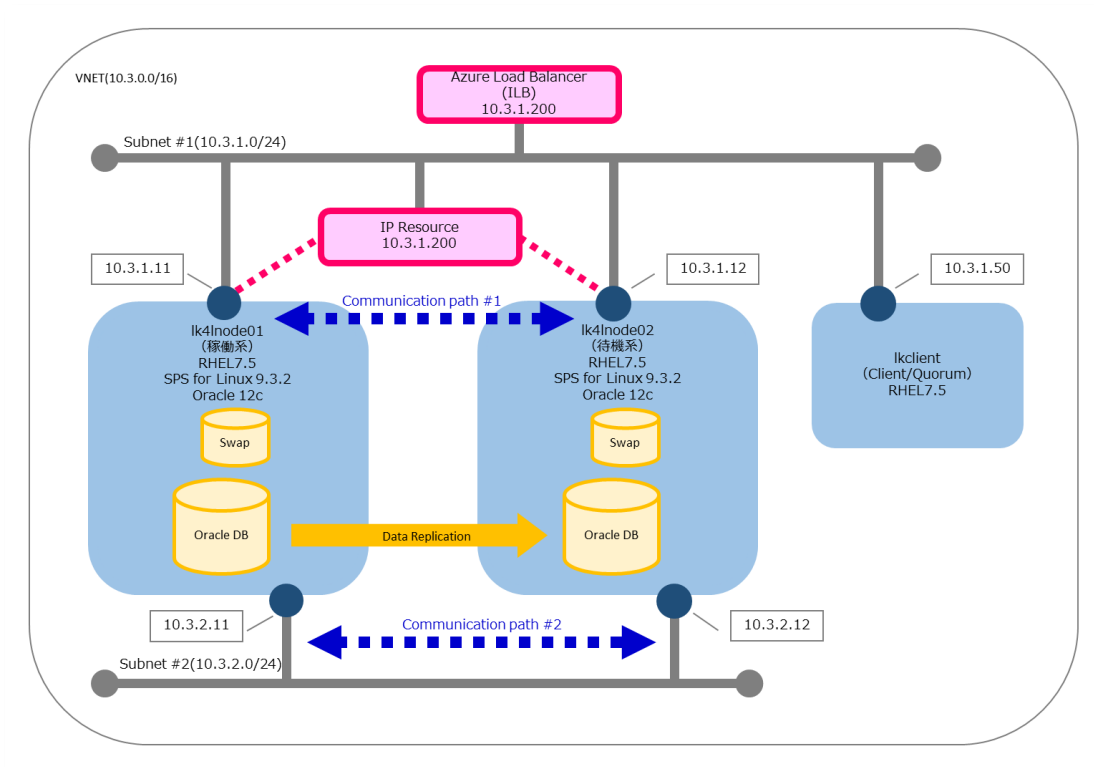 VNET(10.3.0.0/16)
Azure Load Balancer
(ILB)
10.3.1.200
Subnet #1(10.3.1.0/24)
IP Resource
10.3.1.200
10.3.1.11
10.3.1.12
10.3.1.50
Communication path #1
lk4lnode01
（稼働系）
RHEL7.5
SPS for Linux 9.3.2
Oracle 12c
lk4lnode02
（待機系）
RHEL7.5
SPS for Linux 9.3.2
Oracle 12c
lkclient
（Client/Quorum）
RHEL7.5
Swap
Swap
Oracle DB
Data Replication
Oracle DB
10.3.2.11
Communication path #2
10.3.2.12
Subnet #2(10.3.2.0/24)